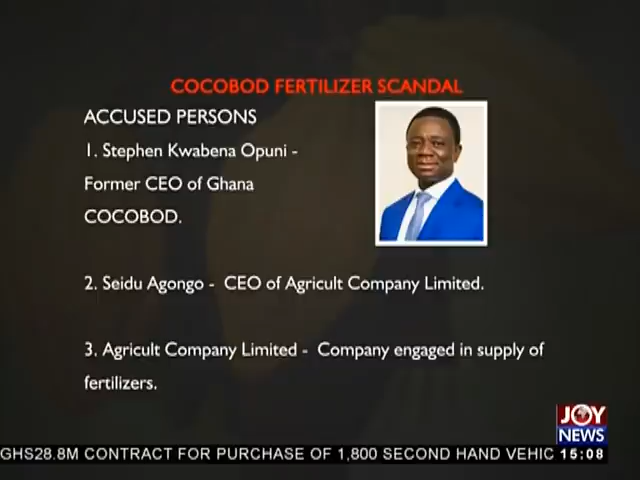 COCOBOD FERTILIZER SCANDAL
ACCUSED PERSONS
1. Stephen Kwabena Opuni -
Former CEO of Ghana
COCOBOD.
2. Seidu Agongo - CEO of Agricult Company Limited.
3. Agricult Company Limited - Company engaged in supply of
fertilizers.
JOY
NEWS
GHS28.8M CONTRACT FOR PURCHASE OF 1,800 SECOND HAND VEHIC 15:08